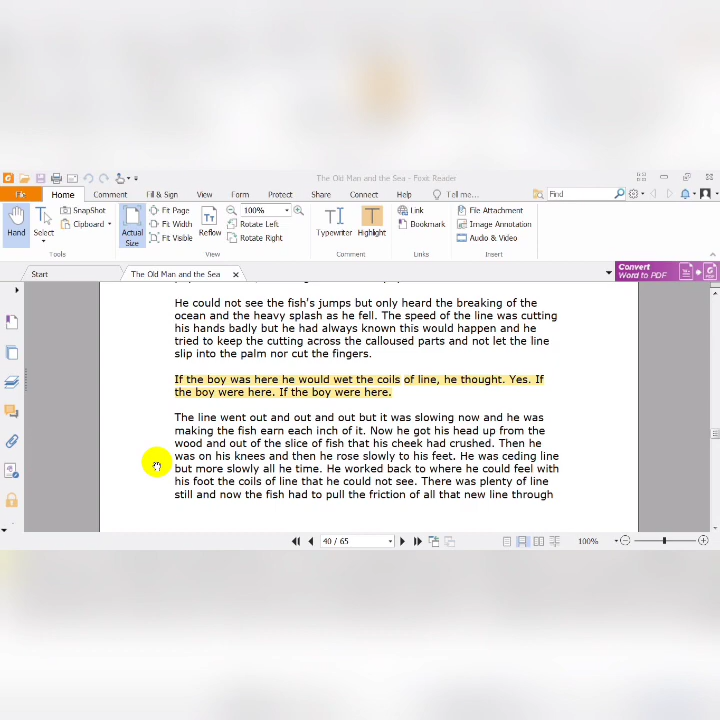 The Old Man and the Sea - Foxit Reader
File Home Comment Fill & Sign View Form Protect Share Connect Help Tell me... Find
Hand
Select
SnapShot
Clipboard
Actual Size
Fit Page
Fit Width
Fit Visible
Reflow
100%
Rotate Left
Rotate Right
Typewriter
Highlight
Link
Bookmark
File Attachment
Image Annotation
Audio & Video
Tools View Comment Links Insert
Start The Old Man and the Sea
Convert
Word to PDF
He could not see the fish's jumps but only heard the breaking of the
ocean and the heavy splash as he fell. The speed of the line was cutting
his hands badly but he had always known this would happen and he
tried to keep the cutting across the calloused parts and not let the line
slip into the palm nor cut the fingers.
If the boy was here he would wet the coils of line, he thought. Yes. If
the boy were here. If the boy were here.
The line went out and out and out but it was slowing now and he was
making the fish earn each inch of it. Now he got his head up from the
wood and out of the slice of fish that his cheek had crushed. Then he
was on his knees and then he rose slowly to his feet. He was ceding line
but more slowly all he time. He worked back to where he could feel with
his foot the coils of line that he could not see. There was plenty of line
still and now the fish had to pull the friction of all that new line through
40 / 65
100%